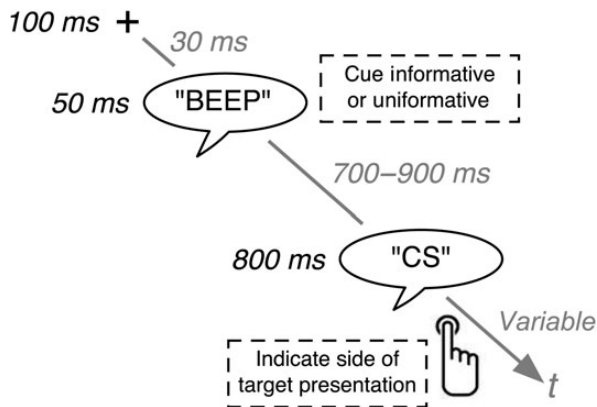 100 ms +
30 ms
50 ms
"BEEP"
Cue informative
or uniformative
700–900 ms
800 ms
"CS"
Variable
Indicate side of
target presentation
t